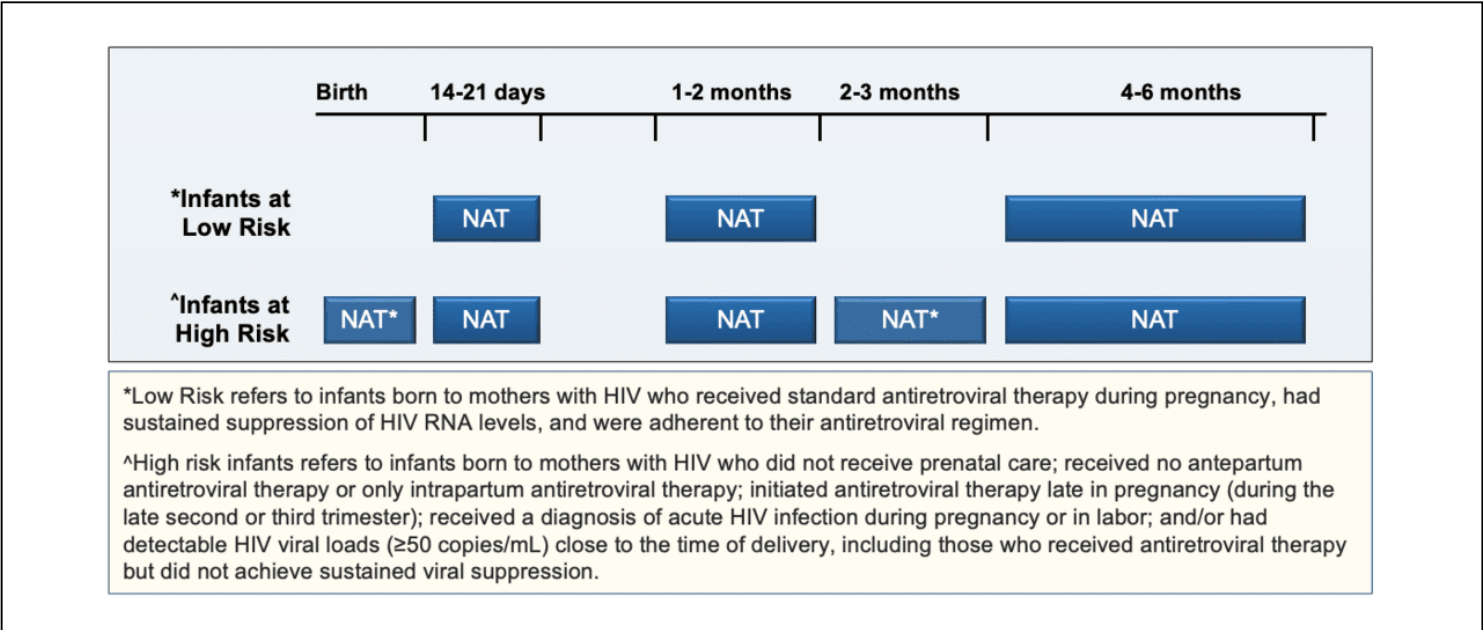 Birth 14-21 days 1-2 months 2-3 months 4-6 months
*Infants at
Low Risk
NAT NAT NAT
^Infants at
High Risk
NAT* NAT NAT NAT* NAT
*Low Risk refers to infants born to mothers with HIV who received standard antiretroviral therapy during pregnancy, had
sustained suppression of HIV RNA levels, and were adherent to their antiretroviral regimen.
^High risk infants refers to infants born to mothers with HIV who did not receive prenatal care; received no antepartum
antiretroviral therapy or only intrapartum antiretroviral therapy; initiated antiretroviral therapy late in pregnancy (during the
late second or third trimester); received a diagnosis of acute HIV infection during pregnancy or in labor; and/or had
detectable HIV viral loads (≥50 copies/mL) close to the time of delivery, including those who received antiretroviral therapy
but did not achieve sustained viral suppression.